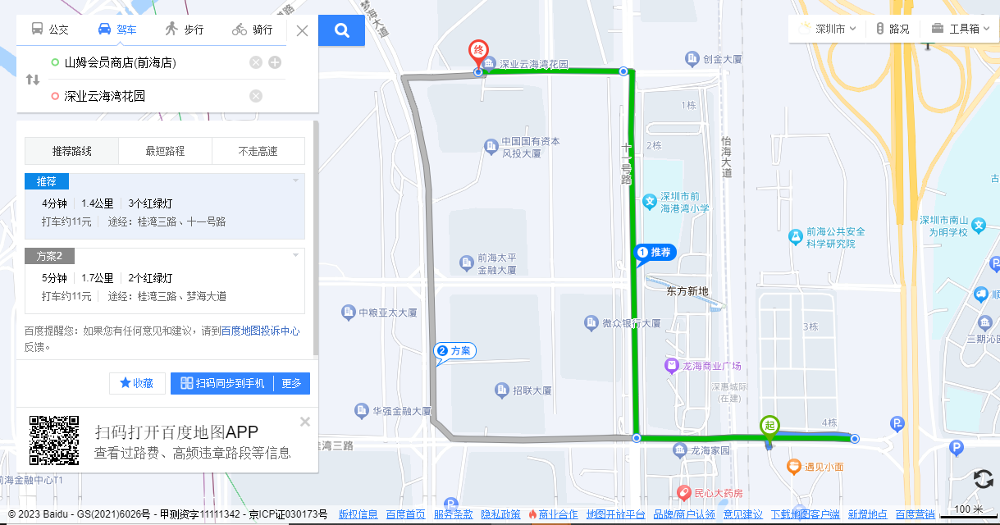 公交 驾车 步行 骑行
山姆会员商店(前海店)
深业云海湾花园
推荐路线 最短路程 不走高速
推荐
4分钟 1.4公里 3个红绿灯
打车约11元 途经：桂湾三路、十一号路
方案2
5分钟 1.7公里 2个红绿灯
打车约11元 途经：桂湾三路、梦海大道
百度提醒您：如果您有任何意见和建议，请到百度地图投诉中心
反馈。
收藏 扫码同步到手机 更多
扫码打开百度地图APP
查看过路费、高频违章路段等信息
深圳市 路况 工具箱
梦海大道
终
深业云海湾花园
创金大厦
1栋
中国国有资本
风投大厦
2栋
十一号路
怡海大道
深圳市前
海港湾小学
前海公共安全
科学研究院
深圳市南山
为明学校
古
1 推荐
前海太平
金融大厦
顺
东方新地
中粮亚太大厦
微众银行大厦
3栋
三期沁园
2 方案
龙海商业广场
深惠城际
(在建)
招联大厦
华强金融大厦
起
4栋
湾三路
龙海家园
遇见小面
前海金融中心T1
民心大药房
100 米
© 2023 Baidu - GS(2021)6026号 - 甲测资字11111342 - 京ICP证030173号 版权信息 百度首页 服务条款 隐私政策 商业合作 地图开放平台 品牌/商户认领 意见建议 下载地图客户端 新增地点 百度营销